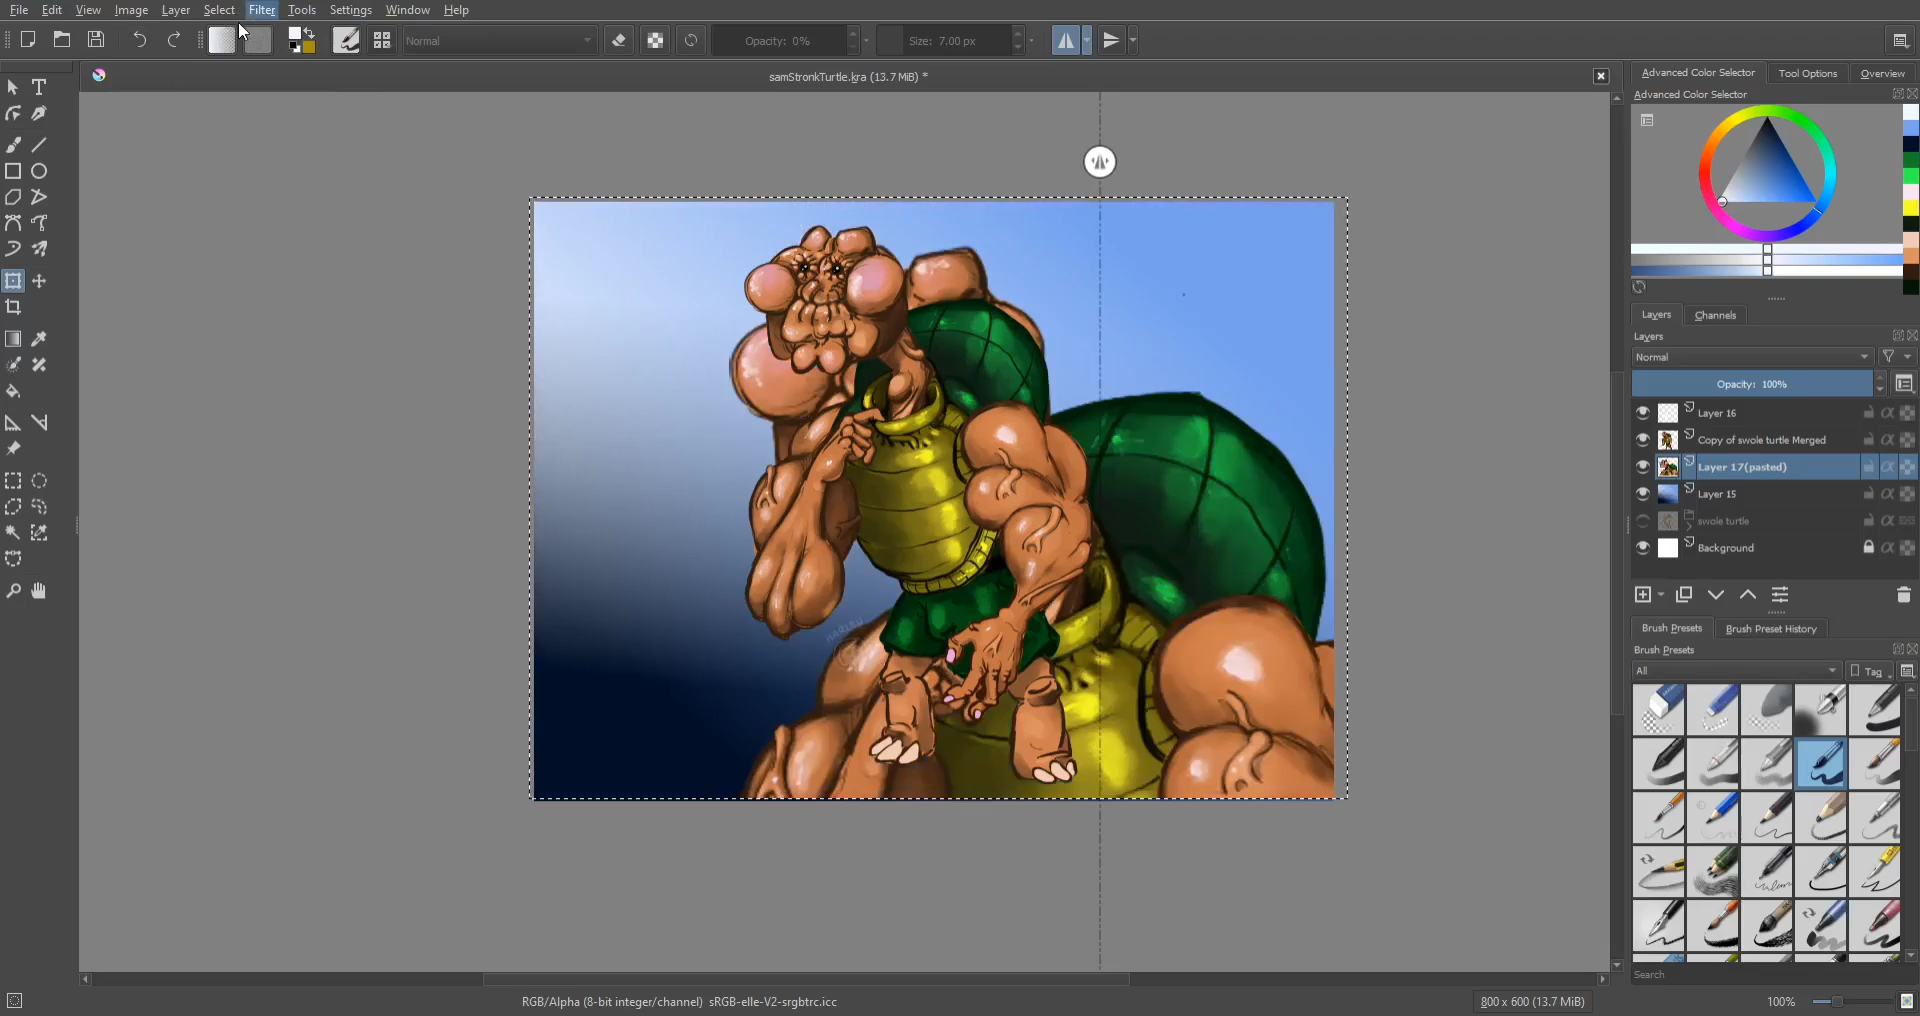 File Edit View Image Layer Select Filter Tools Settings Window Help
Normal Opacity: 0% Size: 7.00 px
samStronkTurtle.kra (13.7 MiB) *
Advanced Color Selector Tool Options Overview
Advanced Color Selector
Layers Channels
Layers
Normal
Opacity: 100%
Layer 16
Copy of swole turtle Merged
Layer 17(pasted)
Layer 15
swole turtle
Background
Brush Presets Brush Preset History
Brush Presets
All Tag
Search
RGB/Alpha (8-bit integer/channel) sRGB-elle-V2-srgbtrc.icc 800 x 600 (13.7 MiB) 100%